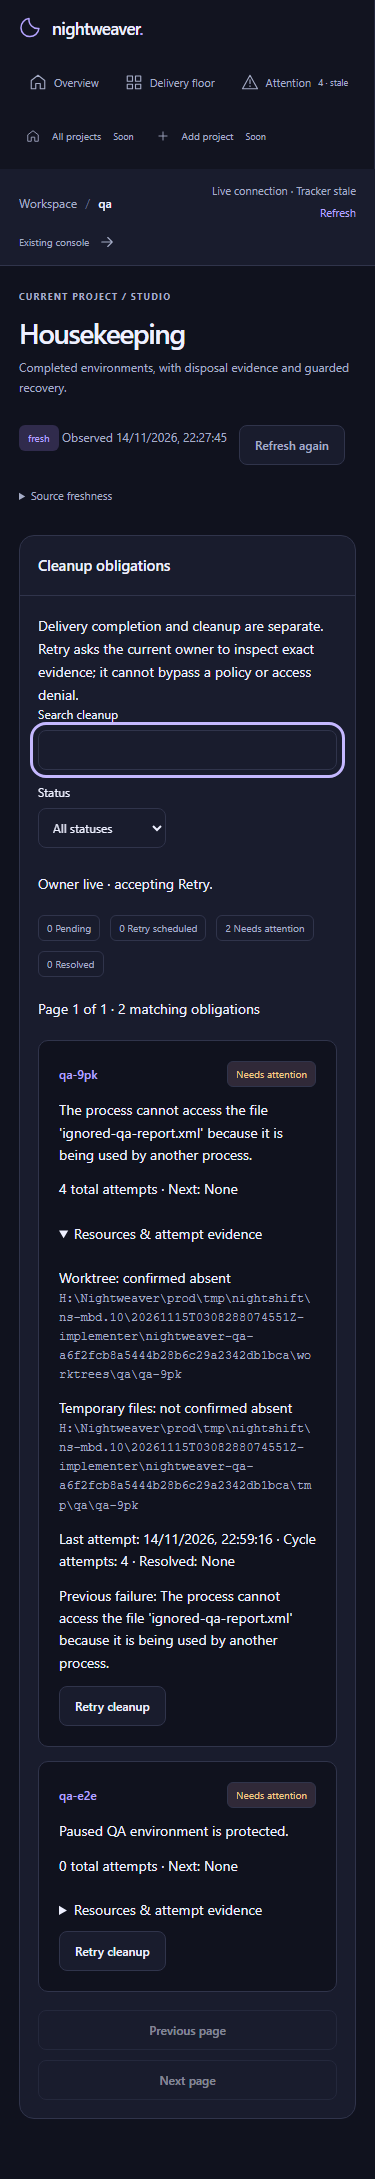 nightweaver.
Overview
Delivery floor
Attention 4 · stale
All projects Soon
Add project Soon
Workspace / qa
Live connection · Tracker stale
Refresh
Existing console →
CURRENT PROJECT / STUDIO
Housekeeping
Completed environments, with disposal evidence and guarded
recovery.
fresh Observed 14/11/2026, 22:27:45
Refresh again
Source freshness
Cleanup obligations
Delivery completion and cleanup are separate.
Retry asks the current owner to inspect exact
evidence; it cannot bypass a policy or access
denial.
Search cleanup
Status
All statuses
Owner live · accepting Retry.
0 Pending
0 Retry scheduled
2 Needs attention
0 Resolved
Page 1 of 1 · 2 matching obligations
qa-9pk
Needs attention
The process cannot access the file
'ignored-qa-report.xml' because it is
being used by another process.
4 total attempts · Next: None
Resources & attempt evidence
Worktree: confirmed absent
H:\Nightweaver\prod\tmp\nightshift\
ns-mbd.10\20261115T0308288074551Z-
implementer\nightweaver-qa-
a6f2fcb8a5444b28b6c29a2342db1bca\wo
rktrees\qa\qa-9pk
Temporary files: not confirmed absent
H:\Nightweaver\prod\tmp\nightshift\
ns-mbd.10\20261115T0308288074551Z-
implementer\nightweaver-qa-
a6f2fcb8a5444b28b6c29a2342db1bca\tm
p\qa\qa-9pk
Last attempt: 14/11/2026, 22:59:16 · Cycle
attempts: 4 · Resolved: None
Previous failure: The process cannot
access the file 'ignored-qa-report.xml'
because it is being used by another
process.
Retry cleanup
qa-e2e
Needs attention
Paused QA environment is protected.
0 total attempts · Next: None
Resources & attempt evidence
Retry cleanup
Previous page
Next page